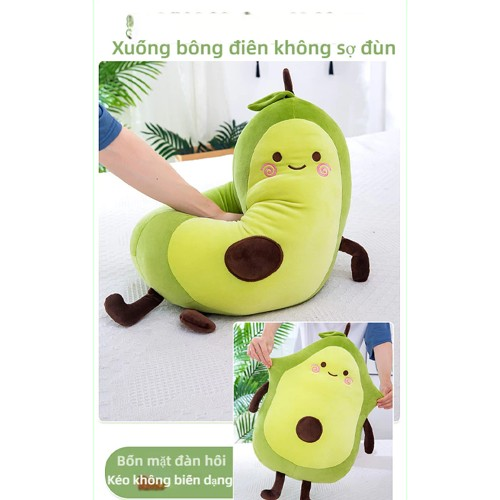 Xuống bông điên không sợ đùn
Bốn mặt đàn hồi
Kéo không biến dạng